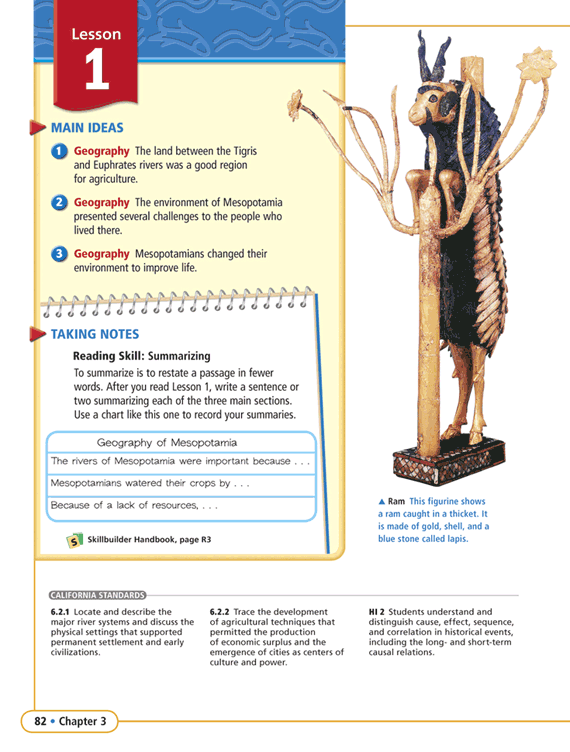 Lesson
1
MAIN IDEAS
1 Geography The land between the Tigris
and Euphrates rivers was a good region
for agriculture.
2 Geography The environment of Mesopotamia
presented several challenges to the people who
lived there.
3 Geography Mesopotamians changed their
environment to improve life.
TAKING NOTES
Reading Skill: Summarizing
To summarize is to restate a passage in fewer
words. After you read Lesson 1, write a sentence or
two summarizing each of the three main sections.
Use a chart like this one to record your summaries.
Geography of Mesopotamia
The rivers of Mesopotamia were important because . . .
Mesopotamians watered their crops by . . .
Because of a lack of resources, . . .
S Skillbuilder Handbook, page R3
▲ Ram This figurine shows
a ram caught in a thicket. It
is made of gold, shell, and a
blue stone called lapis.
CALIFORNIA STANDARDS
6.2.1 Locate and describe the
major river systems and discuss the
physical settings that supported
permanent settlement and early
civilizations.
6.2.2 Trace the development
of agricultural techniques that
permitted the production
of economic surplus and the
emergence of cities as centers of
culture and power.
HI 2 Students understand and
distinguish cause, effect, sequence,
and correlation in historical events,
including the long- and short-term
causal relations.
82 • Chapter 3